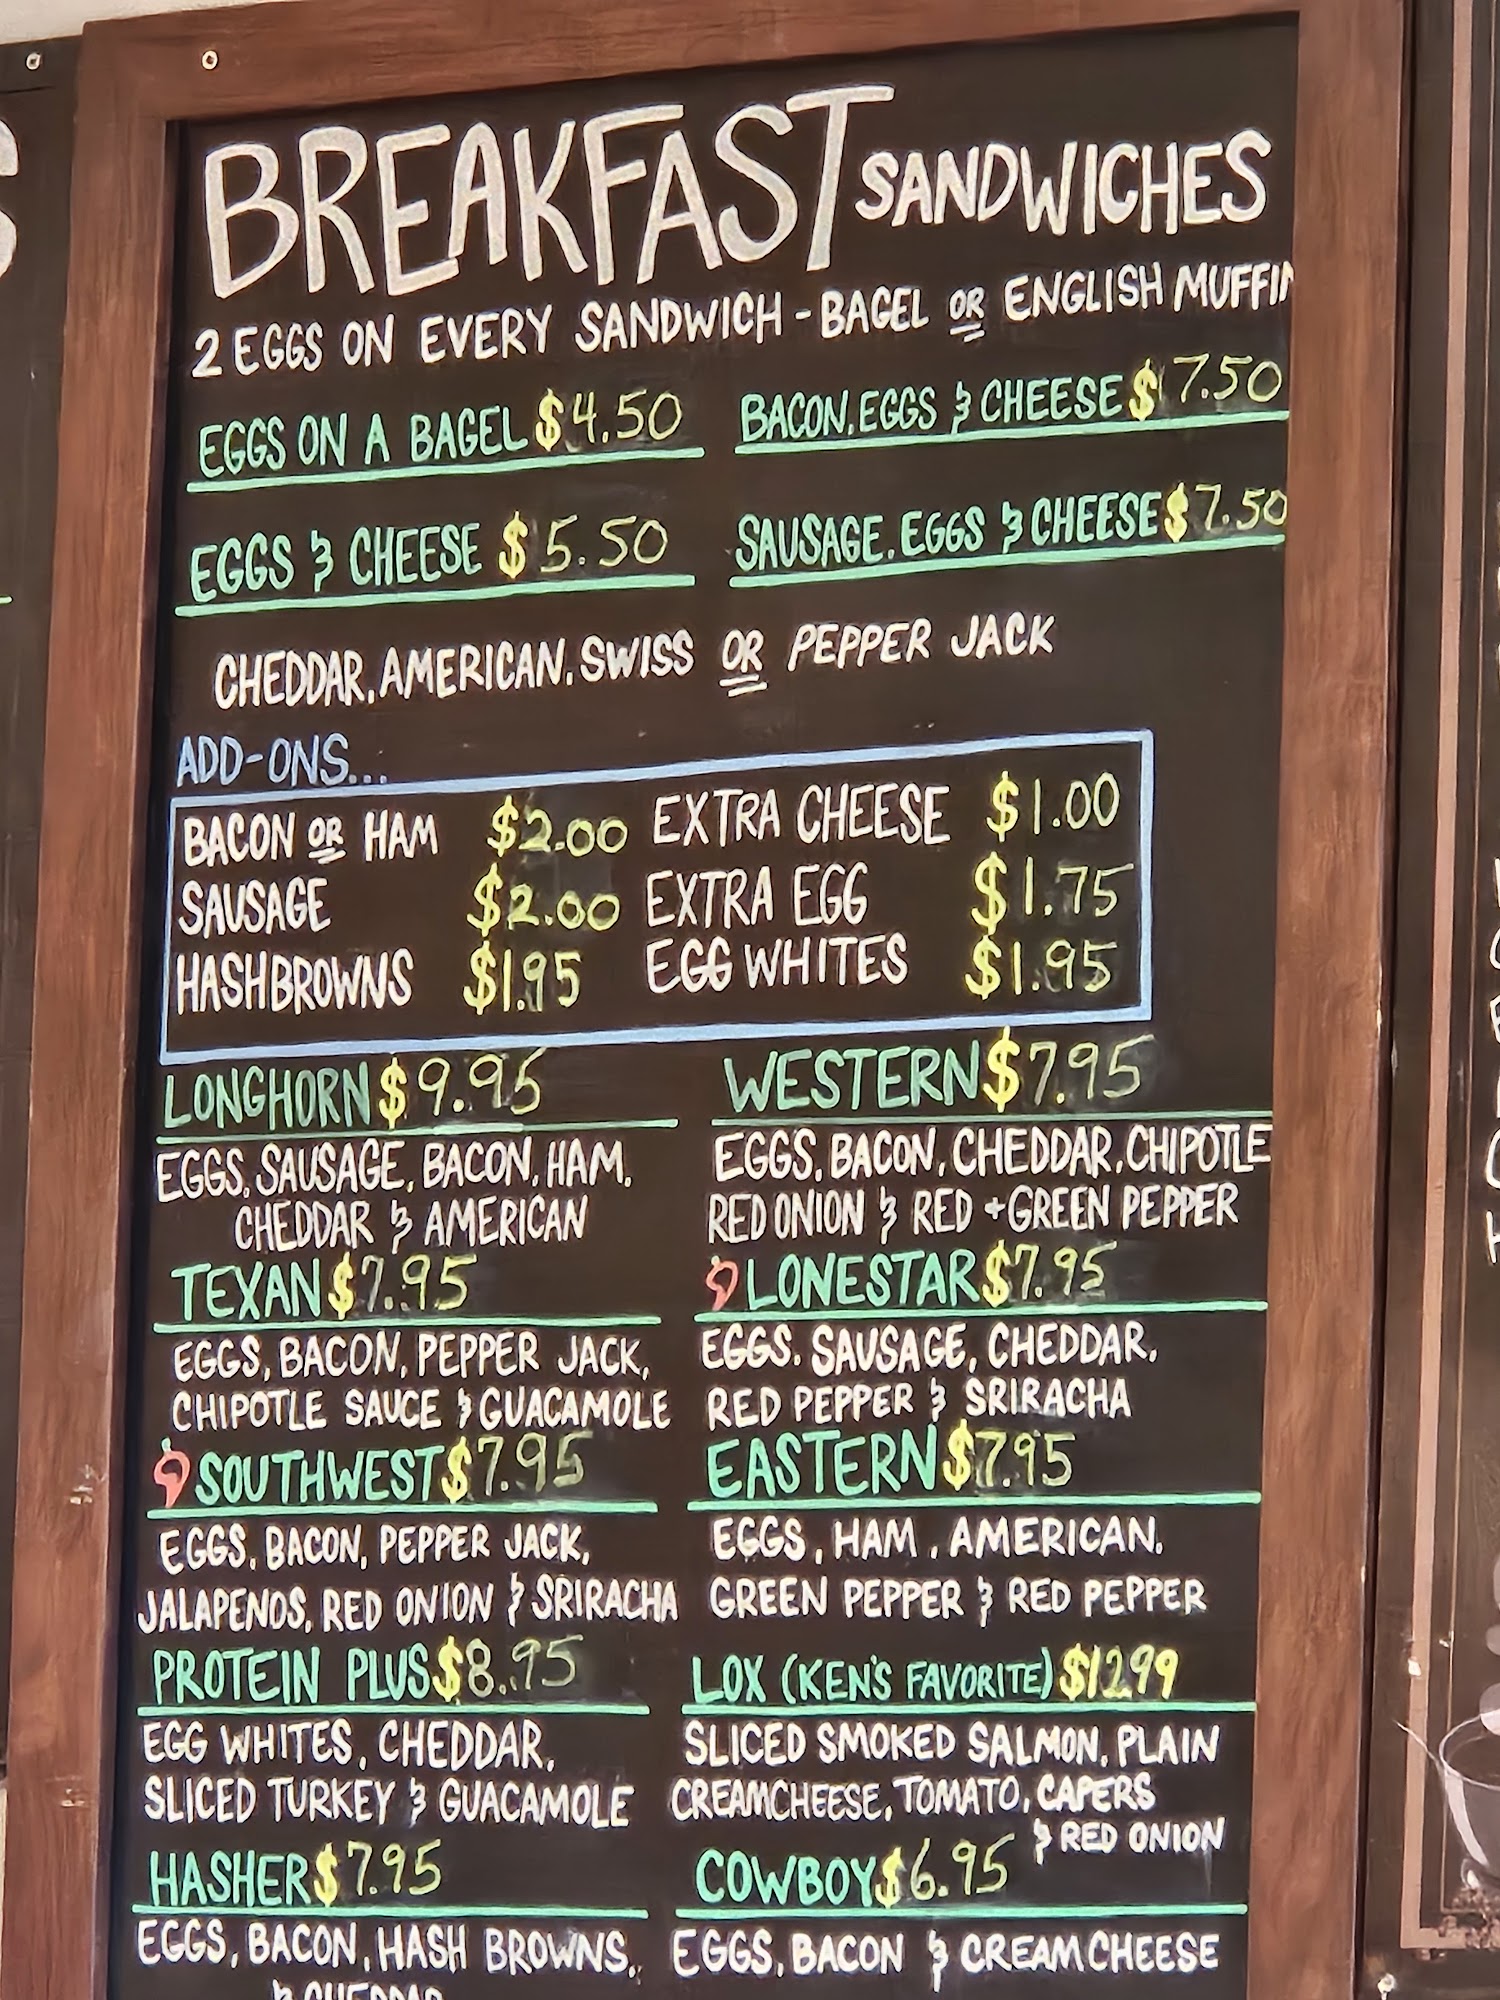 BREAKFAST SANDWICHES
2 EGGS ON EVERY SANDWICH - BAGEL OR ENGLISH MUFFIN
EGGS ON A BAGEL $4.50
BACON, EGGS & CHEESE $7.50
EGGS & CHEESE $5.50
SAUSAGE, EGGS & CHEESE $7.50
CHEDDAR, AMERICAN, SWISS OR PEPPER JACK
ADD-ONS...
BACON OR HAM $2.00 EXTRA CHEESE $1.00
SAUSAGE $2.00 EXTRA EGG $1.75
HASHBROWNS $1.95 EGG WHITES $1.95
LONGHORN $9.95
EGGS, SAUSAGE, BACON, HAM,
CHEDDAR & AMERICAN
WESTERN $7.95
EGGS, BACON, CHEDDAR, CHIPOTLE
RED ONION & RED + GREEN PEPPER
TEXAN $7.95
EGGS, BACON, PEPPER JACK,
CHIPOTLE SAUCE & GUACAMOLE
LONESTAR $7.95
EGGS, SAUSAGE, CHEDDAR,
RED PEPPER & SRIRACHA
SOUTHWEST $7.95
EGGS, BACON, PEPPER JACK,
JALAPENOS, RED ONION & SRIRACHA
EASTERN $7.95
EGGS, HAM, AMERICAN,
GREEN PEPPER & RED PEPPER
PROTEIN PLUS $8.95
EGG WHITES, CHEDDAR,
SLICED TURKEY & GUACAMOLE
LOX (KEN'S FAVORITE) $12.99
SLICED SMOKED SALMON, PLAIN
CREAMCHEESE, TOMATO, CAPERS
& RED ONION
HASHER $7.95
EGGS, BACON, HASH BROWNS,
& CHEDDAR
COWBOY $6.95
EGGS, BACON & CREAM CHEESE